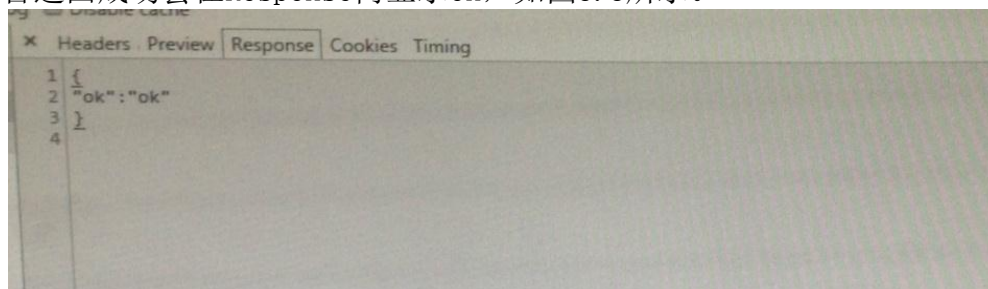 Disable cache
× Headers Preview Response Cookies Timing
1 {
2 "ok":"ok"
3 }
4